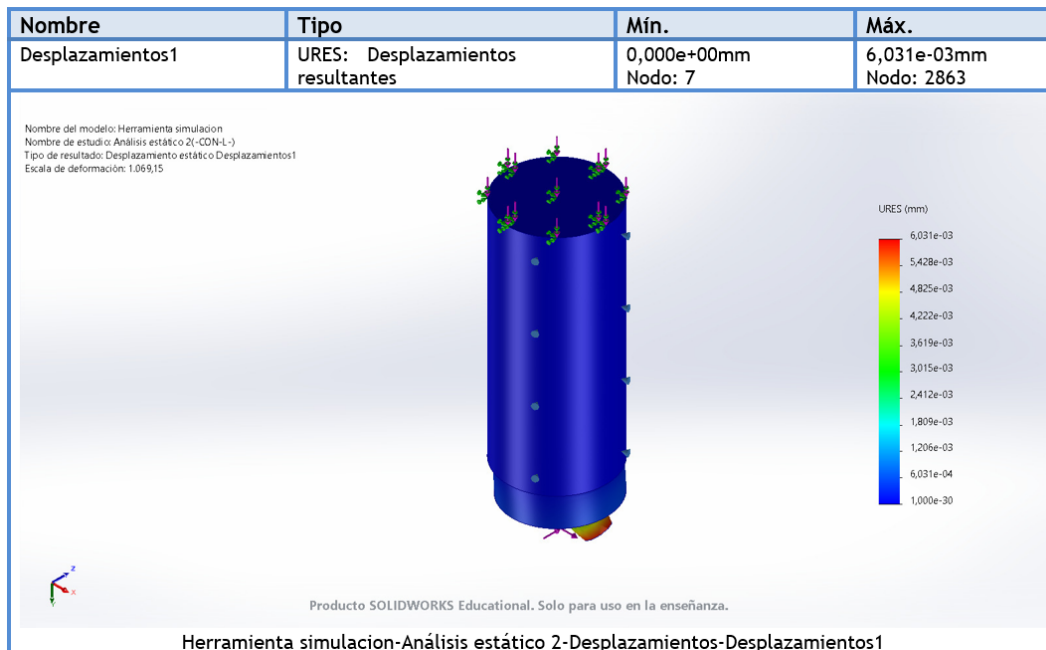 Nombre Tipo Mín. Máx.
Desplazamientos1 URES: Desplazamientos 0,000e+00mm 6,031e-03mm
resultantes Nodo: 7 Nodo: 2863
Nombre del modelo: Herramienta simulacion
Nombre de estudio: Análisis estático 2(-CON-L-)
Tipo de resultado: Desplazamiento estático Desplazamientos1
Escala de deformación: 1.069,15
URES (mm)
6,031e-03
5,428e-03
4,825e-03
4,222e-03
3,619e-03
3,015e-03
2,412e-03
1,809e-03
1,206e-03
6,031e-04
1,000e-30
z
x
Y
Producto SOLIDWORKS Educational. Solo para uso en la enseñanza.
Herramienta simulacion-Análisis estático 2-Desplazamientos-Desplazamientos1